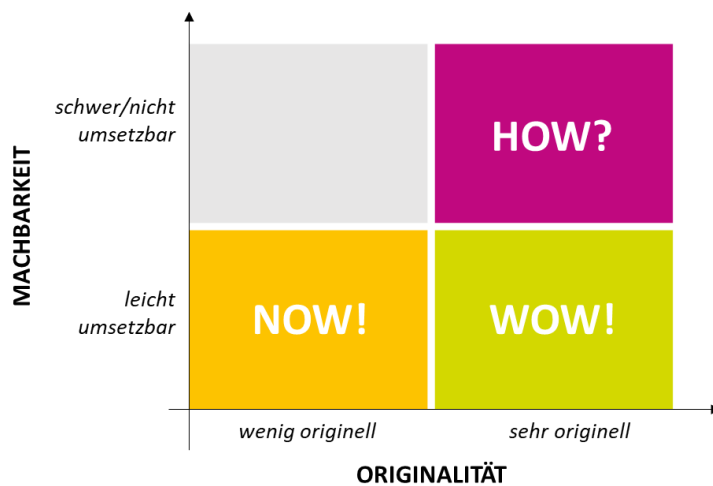 MACHBARKEIT
schwer/nicht
umsetzbar
HOW?
leicht
umsetzbar
NOW!
WOW!
wenig originell
sehr originell
ORIGINALITÄT